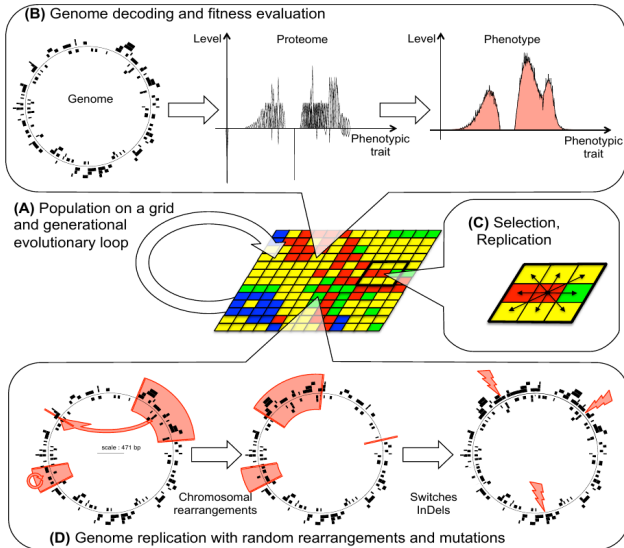 (B) Genome decoding and fitness evaluation
Level
Proteome
Level
Phenotype
Genome
Phenotypic
trait
Phenotypic
trait
(A) Population on a grid
and generational
evolutionary loop
(C) Selection,
Replication
scale : 471 bp
Chromosomal
rearrangements
Switches
InDels
(D) Genome replication with random rearrangements and mutations